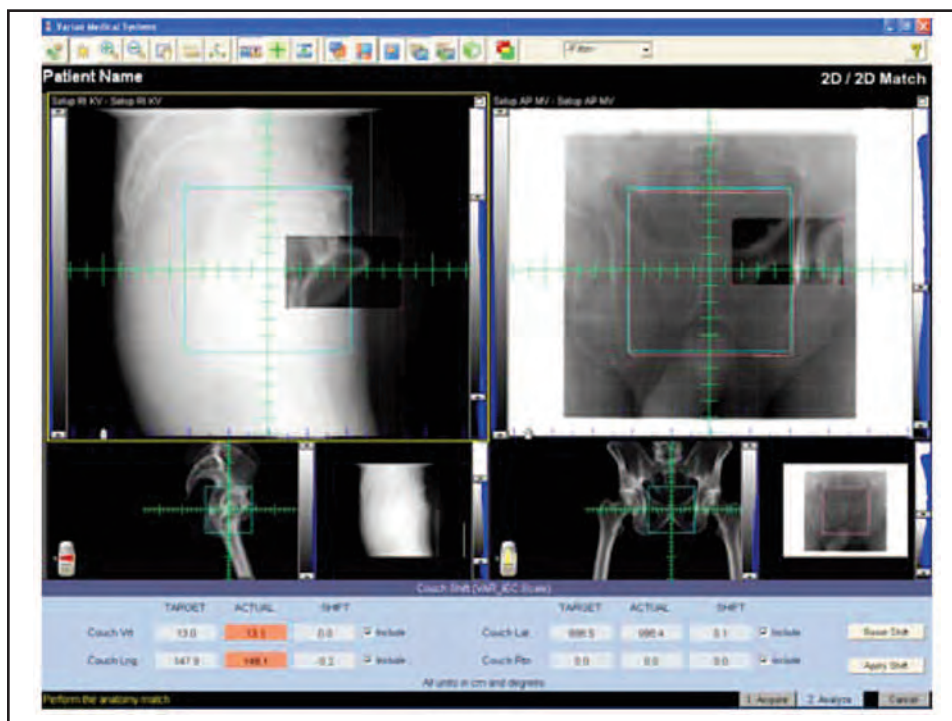 Varian Medical Systems
-Filter-
Patient Name
2D / 2D Match
Setup Rt KV - Setup Rt KV
Setup AP MV - Setup AP MV
Couch Shift (VAR_IEC Scale)
TARGET ACTUAL SHIFT TARGET ACTUAL SHIFT
Couch Vrt 13.0 0.0 Include Couch Lat 998.5 998.4 0.1 Include Reset Shift
Couch Lng 147.9 148.1 -0.2 Include Couch Rtn 0.0 0.0 0.0 Include Apply Shift
All units in cm and degrees
Perform the anatomy match 1. Acquire 2. Analyze Cancel